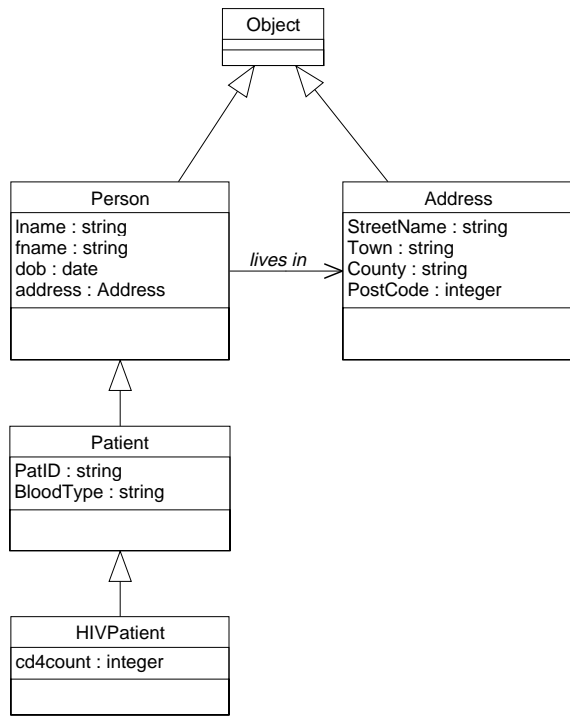 Object
Person
lname : string
fname : string
dob : date
address : Address
lives in
Address
StreetName : string
Town : string
County : string
PostCode : integer
Patient
PatID : string
BloodType : string
HIVPatient
cd4count : integer